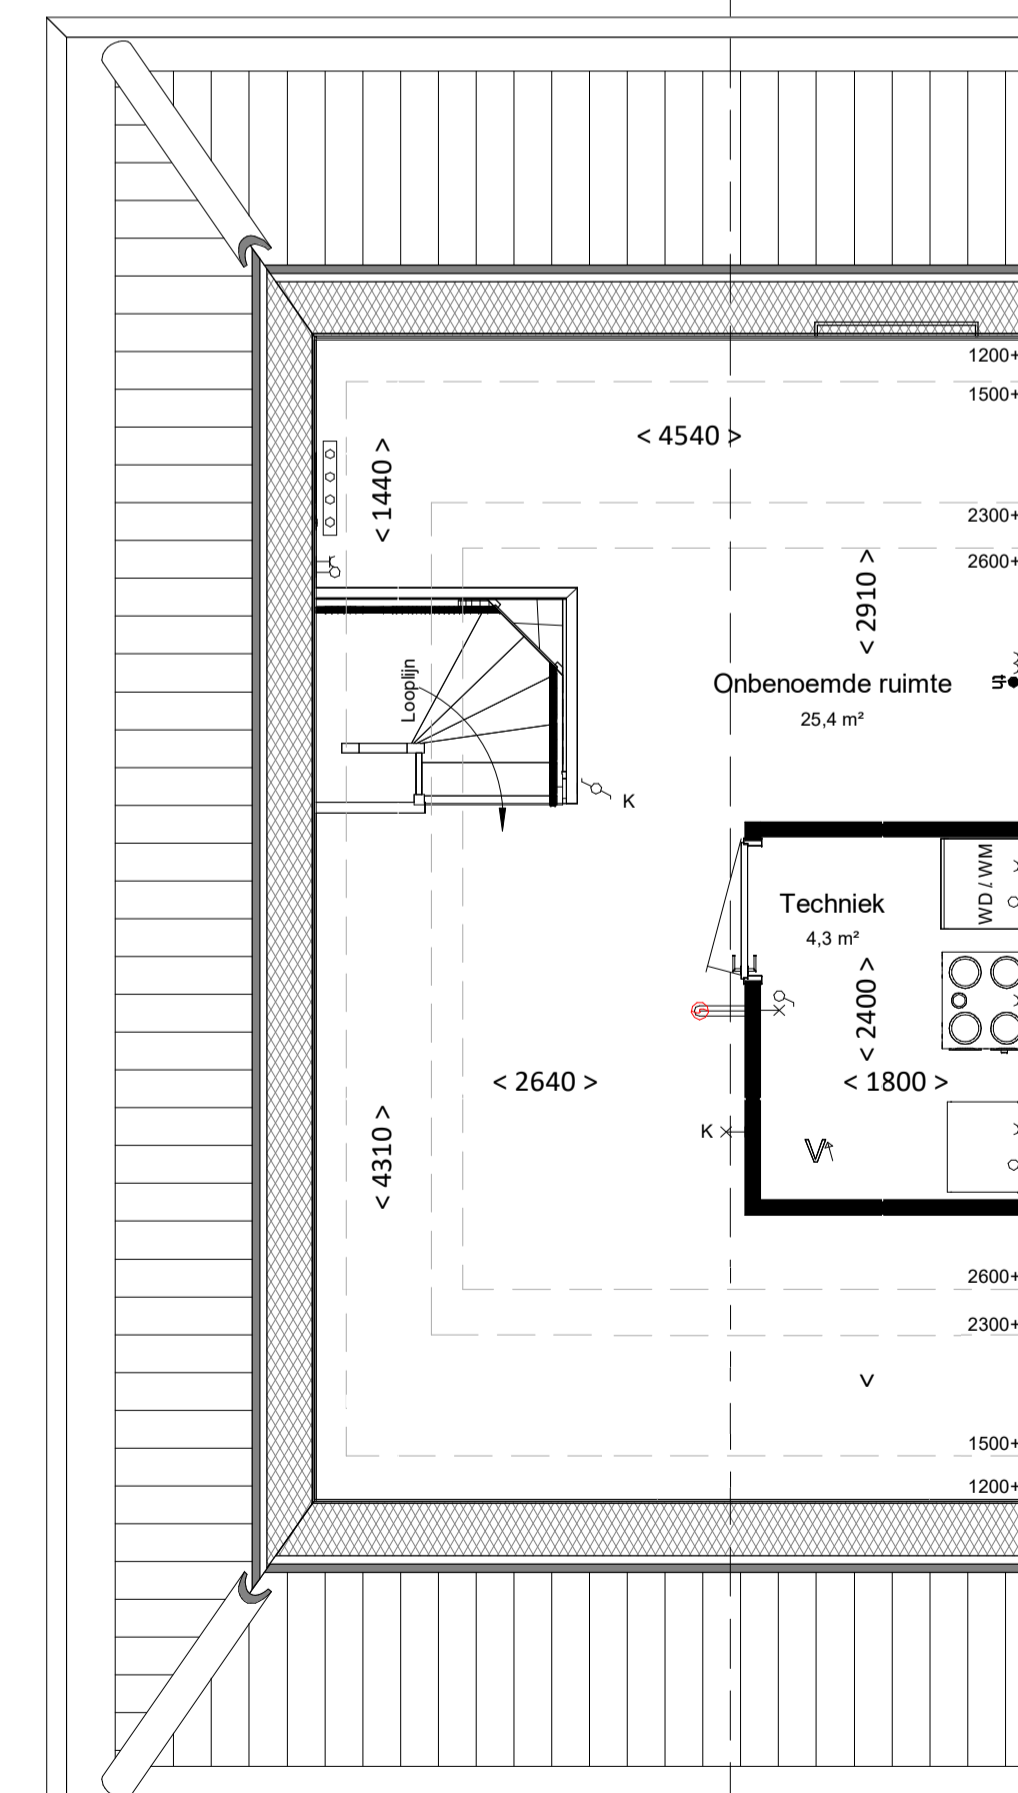 1200+
1500+
< 4540 >
< 1440 >
2300+
2600+
< 2910 >
Looplijn
Onbenoemde ruimte
25,4 m²
K
WD / WM
Techniek
4,3 m²
< 2400 >
< 2640 >
< 1800 >
K
< 4310 >
V
2600+
2300+
<
1500+
1200+